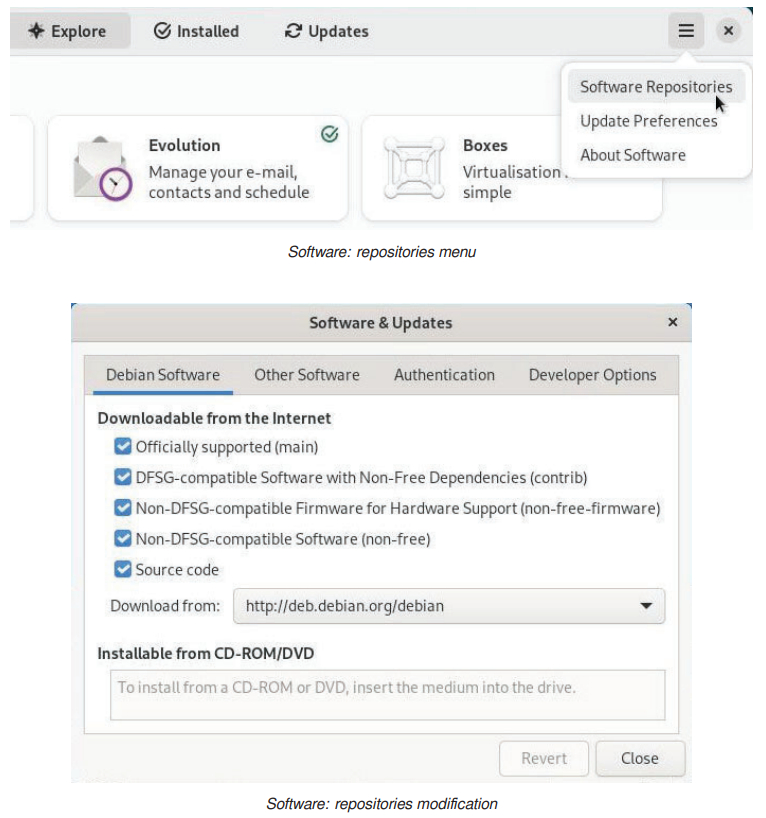 Explore
Installed
Updates
Software Repositories
Update Preferences
About Software
Evolution
Manage your e-mail,
contacts and schedule
Boxes
Virtualisation
simple
Software: repositories menu
Software & Updates
Debian Software
Other Software
Authentication
Developer Options
Downloadable from the Internet
Officially supported (main)
DFSG-compatible Software with Non-Free Dependencies (contrib)
Non-DFSG-compatible Firmware for Hardware Support (non-free-firmware)
Non-DFSG-compatible Software (non-free)
Source code
Download from: http://deb.debian.org/debian
Installable from CD-ROM/DVD
To install from a CD-ROM or DVD, insert the medium into the drive.
Revert
Close
Software: repositories modification